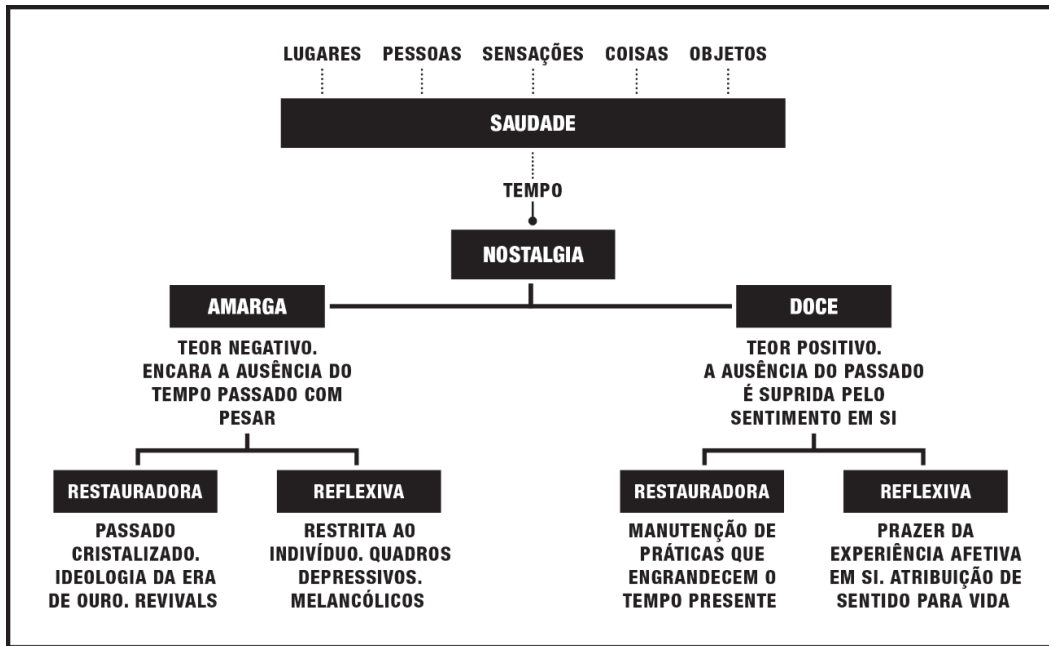 LUGARES PESSOAS SENSAÇÕES COISAS OBJETOS
SAUDADE
TEMPO
NOSTALGIA
AMARGA
TEOR NEGATIVO.
ENCARA A AUSÊNCIA DO
TEMPO PASSADO COM
PESAR
RESTAURADORA
PASSADO
CRISTALIZADO.
IDEOLOGIA DA ERA
DE OURO. REVIVALS
REFLEXIVA
RESTRITA AO
INDIVÍDUO. QUADROS
DEPRESSIVOS.
MELANCÓLICOS
DOCE
TEOR POSITIVO.
A AUSÊNCIA DO PASSADO
É SUPRIDA PELO
SENTIMENTO EM SI
RESTAURADORA
MANUTENÇÃO DE
PRÁTICAS QUE
ENGRANDECEM O
TEMPO PRESENTE
REFLEXIVA
PRAZER DA
EXPERIÊNCIA AFETIVA
EM SI. ATRIBUIÇÃO DE
SENTIDO PARA VIDA